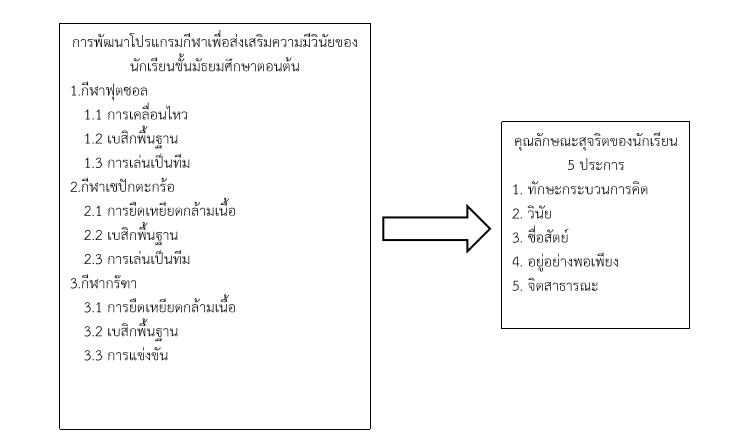 การพัฒนาโปรแกรมกีฬาเพื่อส่งเสริมความมีวินัยของ
นักเรียนชั้นมัธยมศึกษาตอนต้น
1.กีฬาฟุตซอล
1.1 การเคลื่อนไหว
1.2 เบสิกพื้นฐาน
1.3 การเล่นเป็นทีม
2.กีฬาเซปักตะกร้อ
2.1 การยืดเหยียดกล้ามเนื้อ
2.2 เบสิกพื้นฐาน
2.3 การเล่นเป็นทีม
3.กีฬากรีฑา
3.1 การยืดเหยียดกล้ามเนื้อ
3.2 เบสิกพื้นฐาน
3.3 การแข่งขัน
คุณลักษณะสุจริตของนักเรียน
5 ประการ
1. ทักษะกระบวนการคิด
2. วินัย
3. ซื่อสัตย์
4. อยู่อย่างพอเพียง
5. จิตสาธารณะ